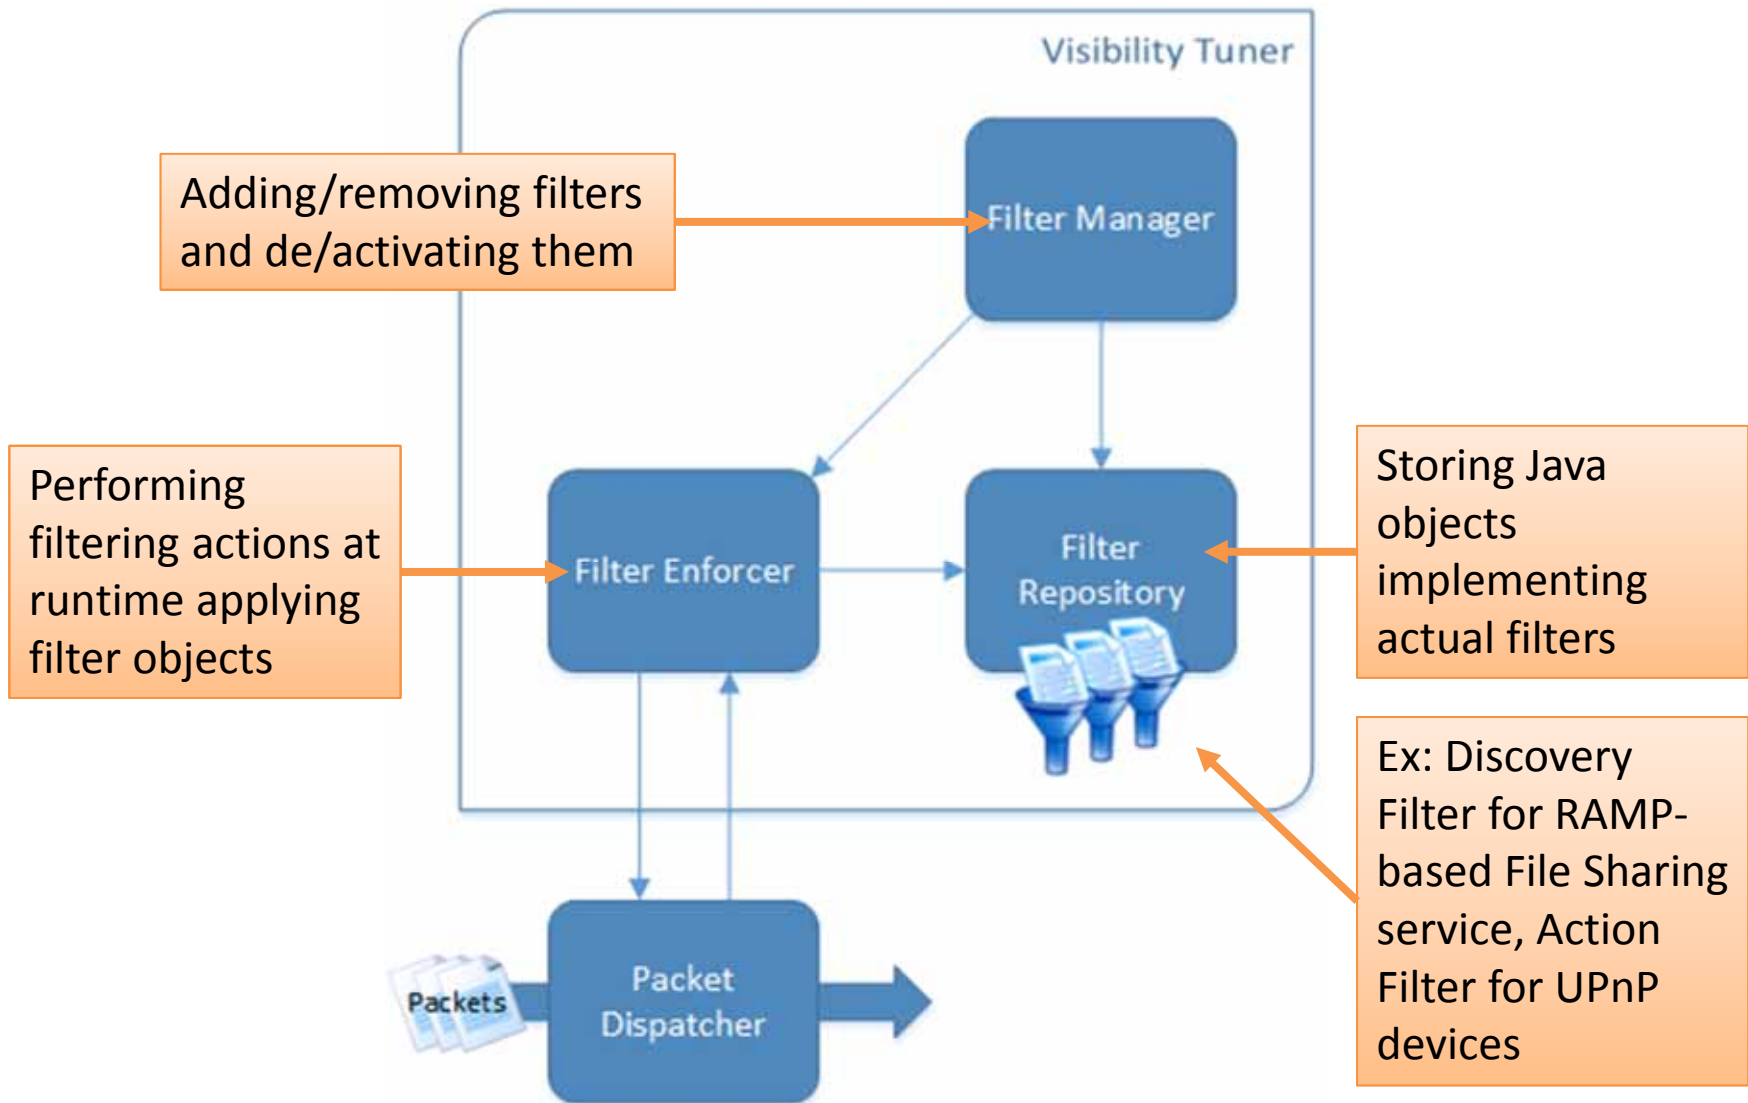 Visibility Tuner
Adding/removing filters
and de/activating them
Filter Manager
Performing
filtering actions at
runtime applying
filter objects
Filter Enforcer
Filter
Repository
Storing Java
objects
implementing
actual filters
Ex: Discovery
Filter for RAMP-
based File Sharing
service, Action
Filter for UPnP
devices
Packets
Packet
Dispatcher